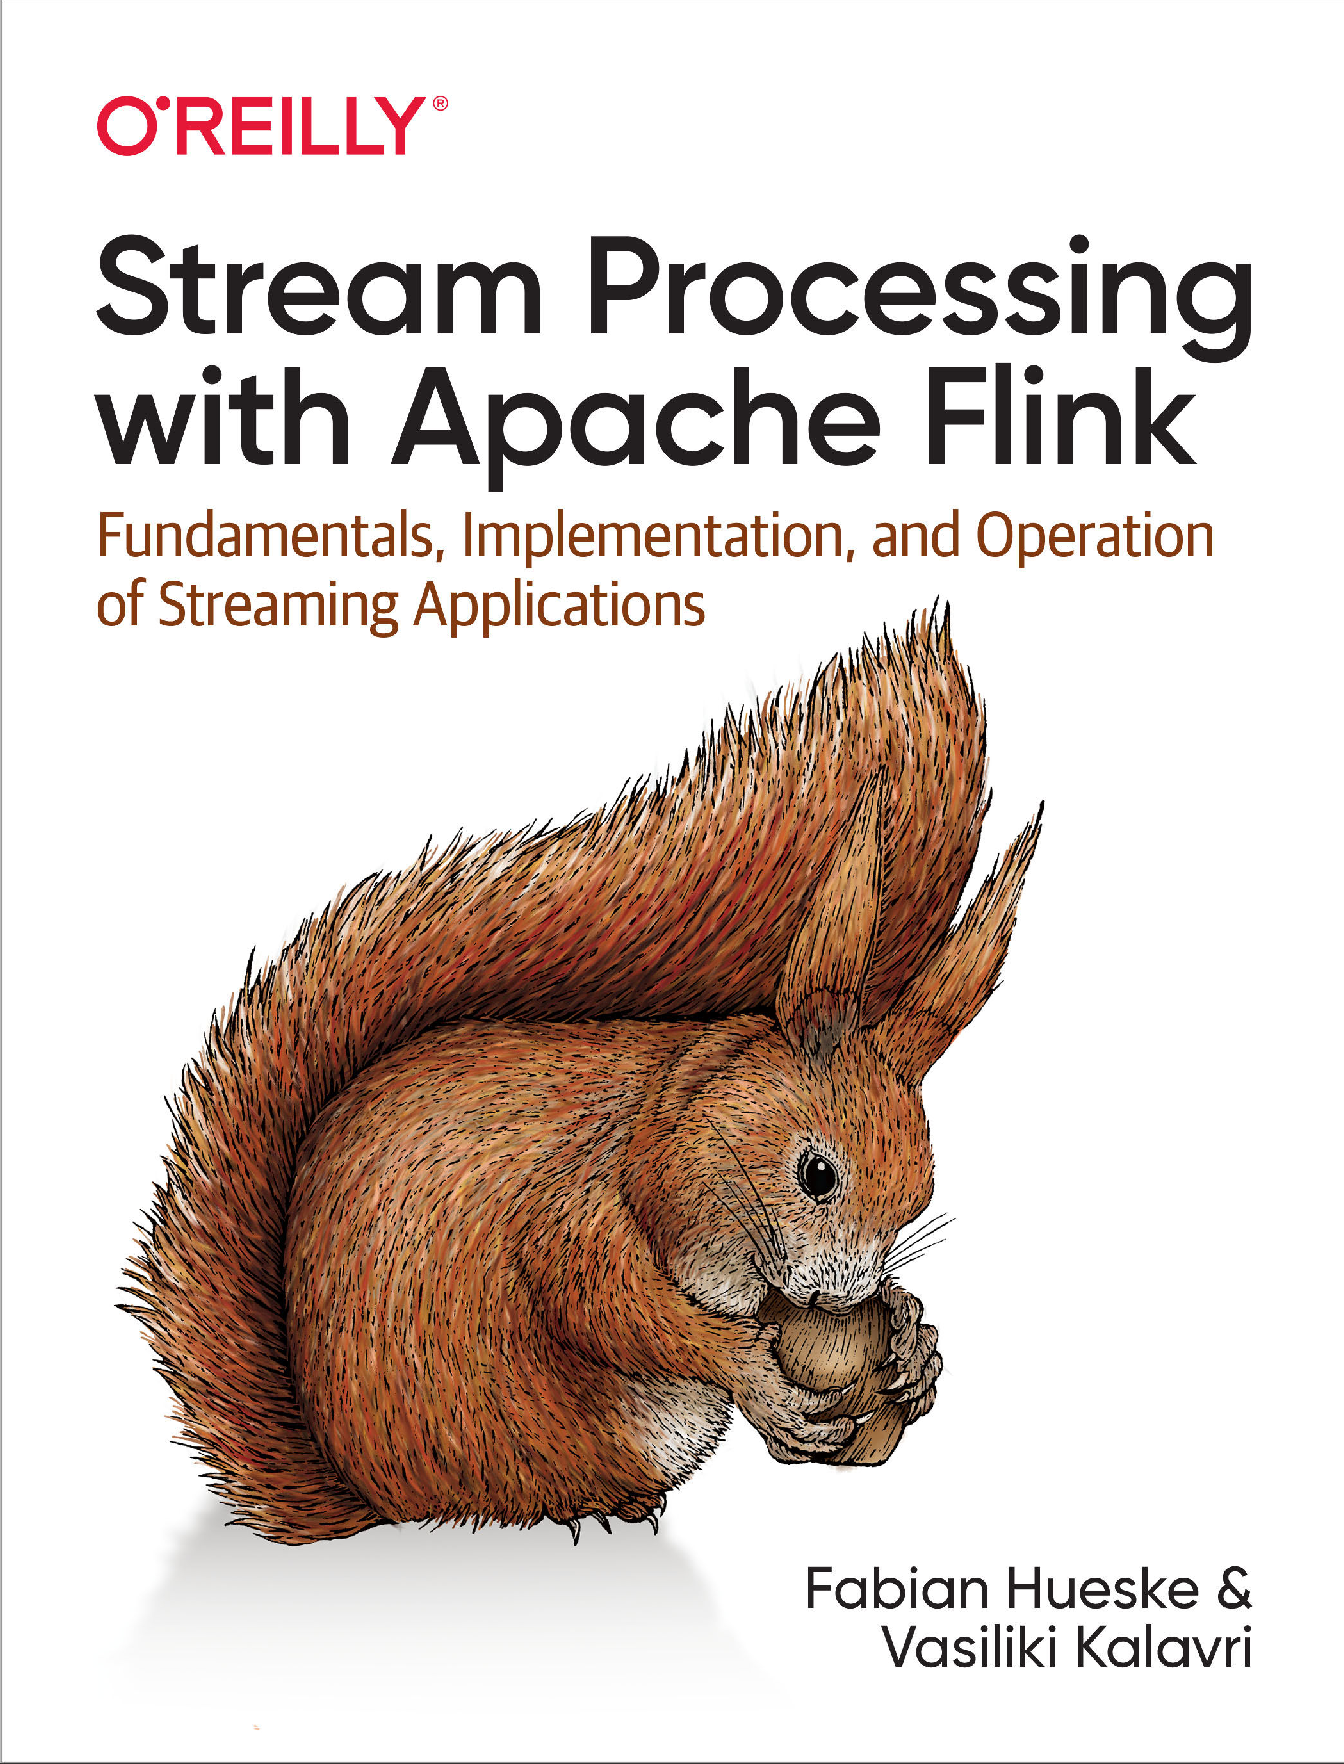 O'REILLY®
Stream Processing
with Apache Flink
Fundamentals, Implementation, and Operation
of Streaming Applications
Fabian Hueske &
Vasiliki Kalavri